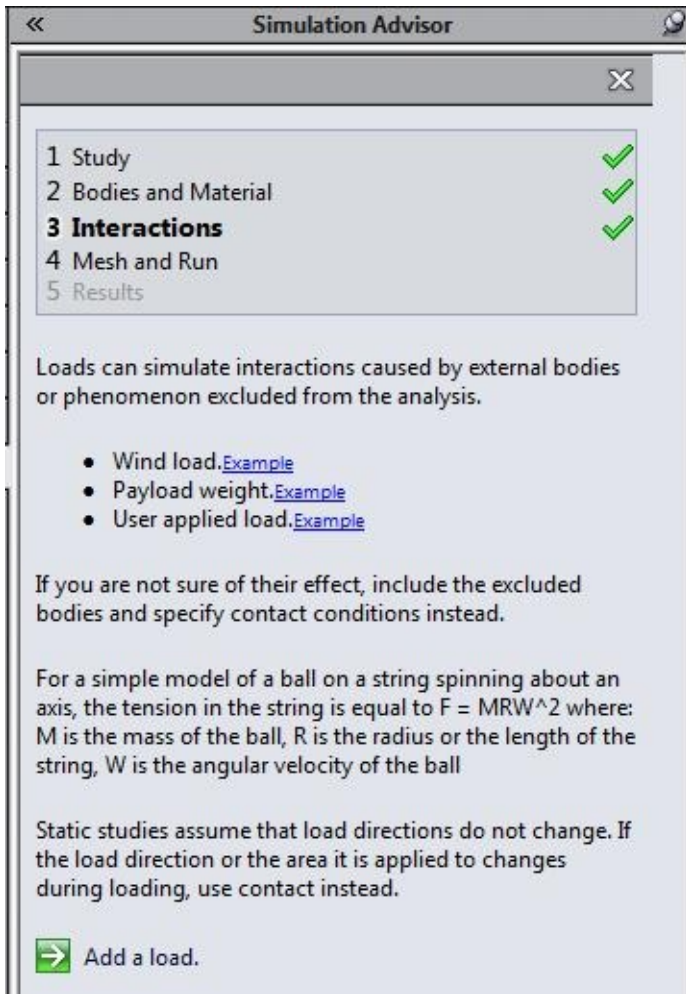 Simulation Advisor
1 Study
2 Bodies and Material
3 Interactions
4 Mesh and Run
5 Results
Loads can simulate interactions caused by external bodies
or phenomenon excluded from the analysis.
• Wind load.Example
• Payload weight.Example
• User applied load.Example
If you are not sure of their effect, include the excluded
bodies and specify contact conditions instead.
For a simple model of a ball on a string spinning about an
axis, the tension in the string is equal to F = MRW^2 where:
M is the mass of the ball, R is the radius or the length of the
string, W is the angular velocity of the ball
Static studies assume that load directions do not change. If
the load direction or the area it is applied to changes
during loading, use contact instead.
Add a load.